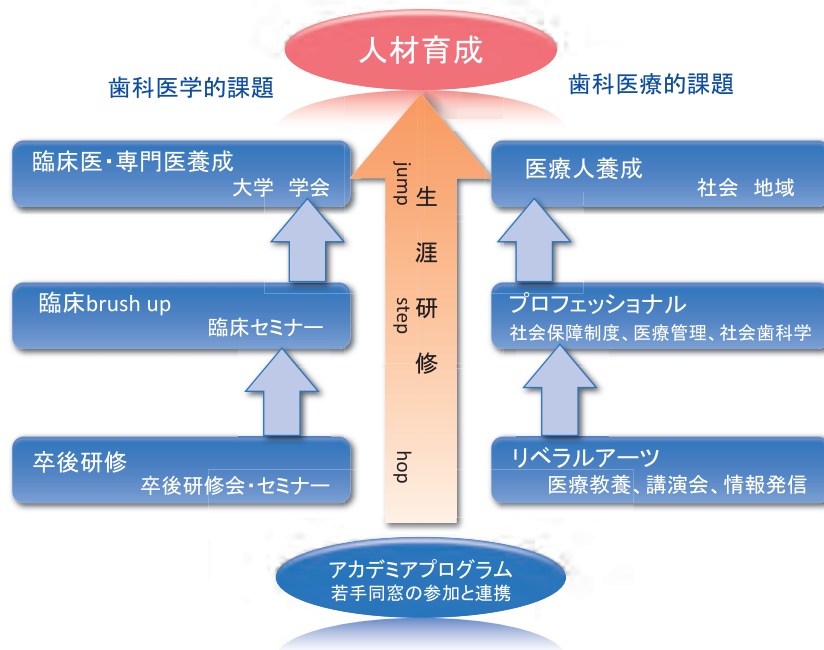 人材育成
歯科医学的課題
歯科医療的課題
臨床医・専門医養成
大学 学会
医療人養成
社会 地域
jump
step
hop
生涯研修
臨床brush up
臨床セミナー
プロフェッショナル
社会保障制度、医療管理、社会歯科学
卒後研修
卒後研修会・セミナー
リベラルアーツ
医療教養、講演会、情報発信
アカデミアプログラム
若手同窓の参加と連携